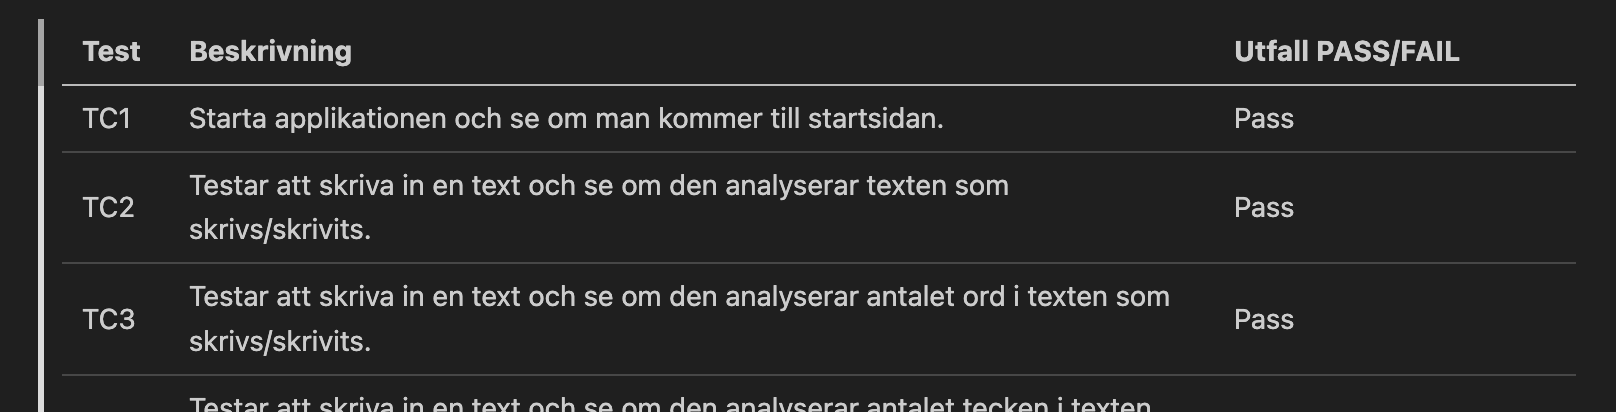 Test Beskrivning Utfall PASS/FAIL
TC1 Starta applikationen och se om man kommer till startsidan. Pass
Testar att skriva in en text och se om den analyserar texten som
TC2 Pass
skrivs/skrivits.
Testar att skriva in en text och se om den analyserar antalet ord i texten som
TC3 Pass
skrivs/skrivits.
Testar att skriva in en text och se om den analyserar antalet tecken i texten